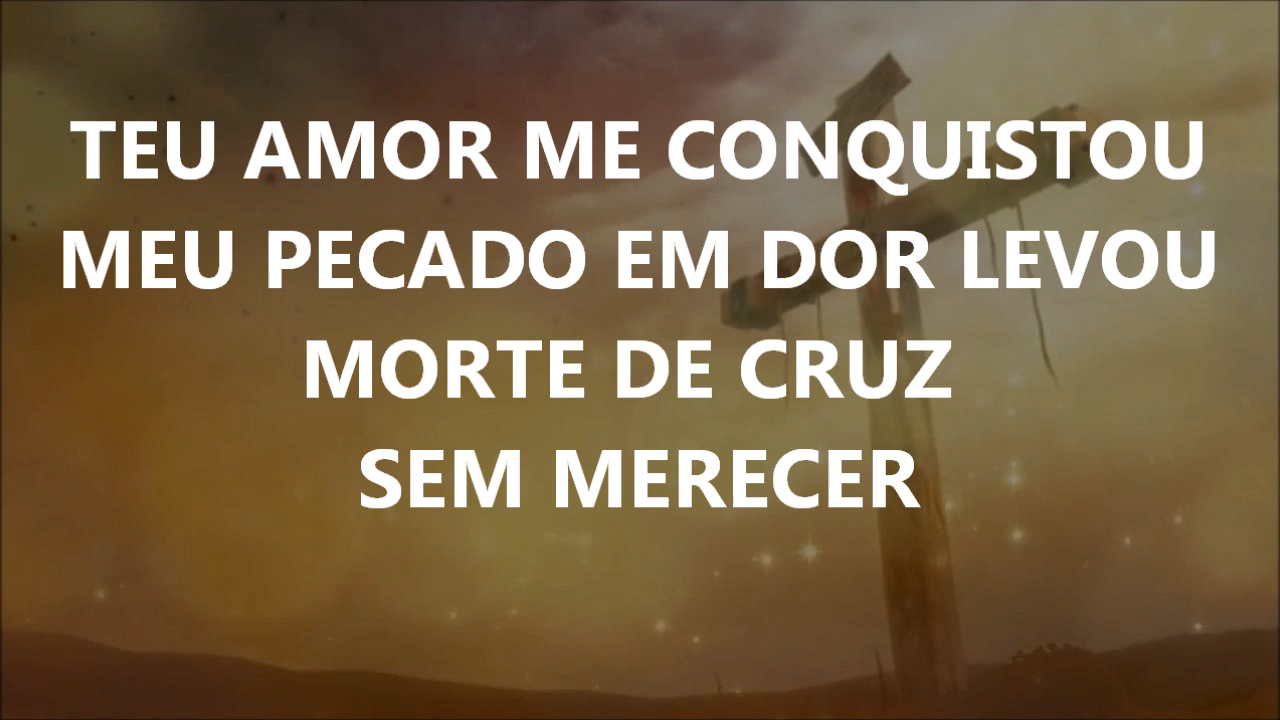 TEU AMOR ME CONQUISTOU
MEU PECADO EM DOR LEVOU
MORTE DE CRUZ
SEM MERECER